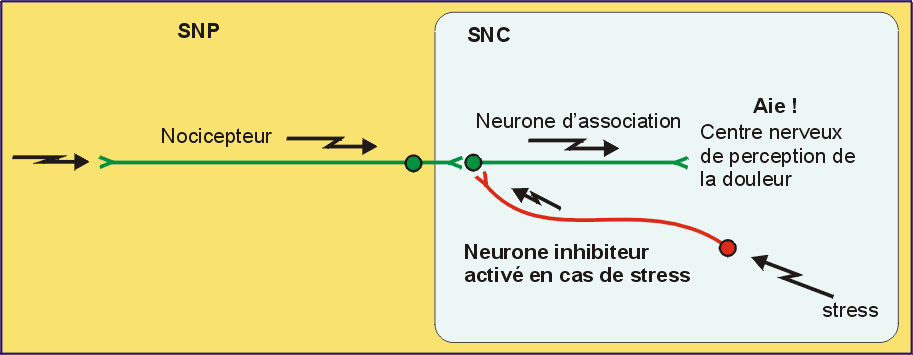 SNP
SNC
Nocicepteur
Neurone d'association
Aie !
Centre nerveux
de perception de
la douleur
Neurone inhibiteur
activé en cas de stress
stress